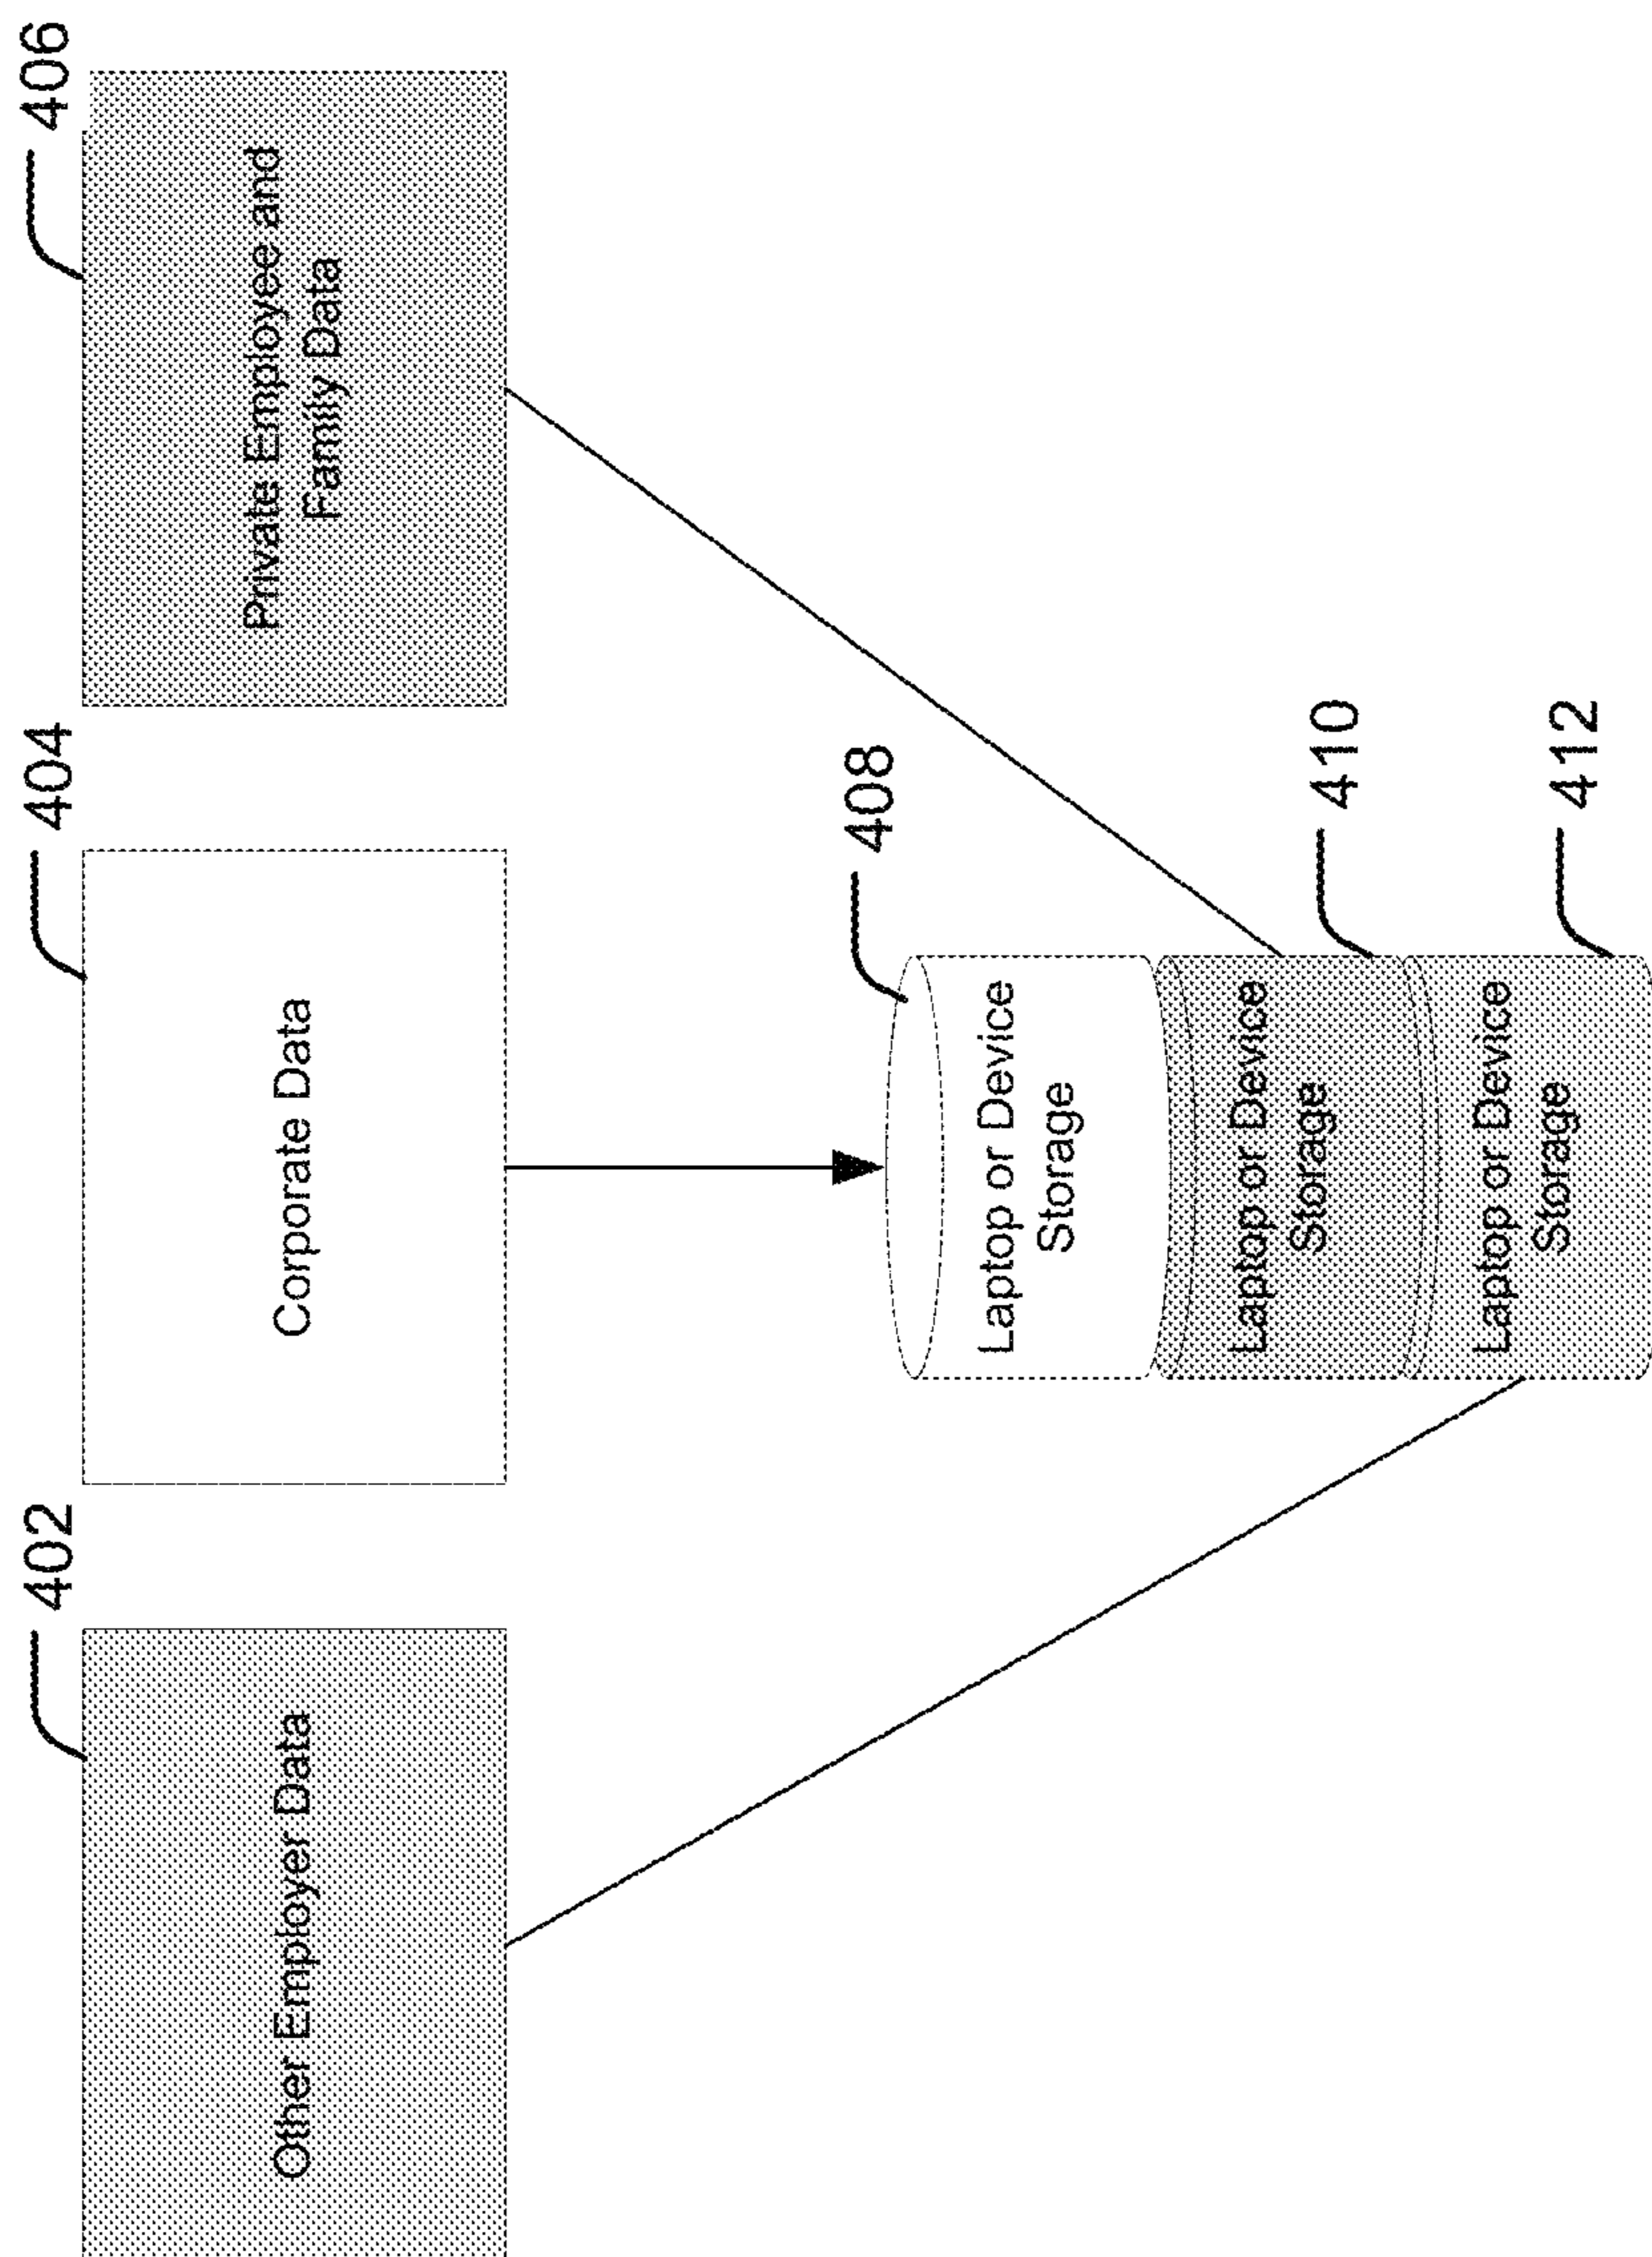 402
404
406
Other Employer Data
Corporate Data
Private Employee and
Family Data
408
Laptop or Device
Storage
410
Laptop or Device
Storage
412
Laptop or Device
Storage